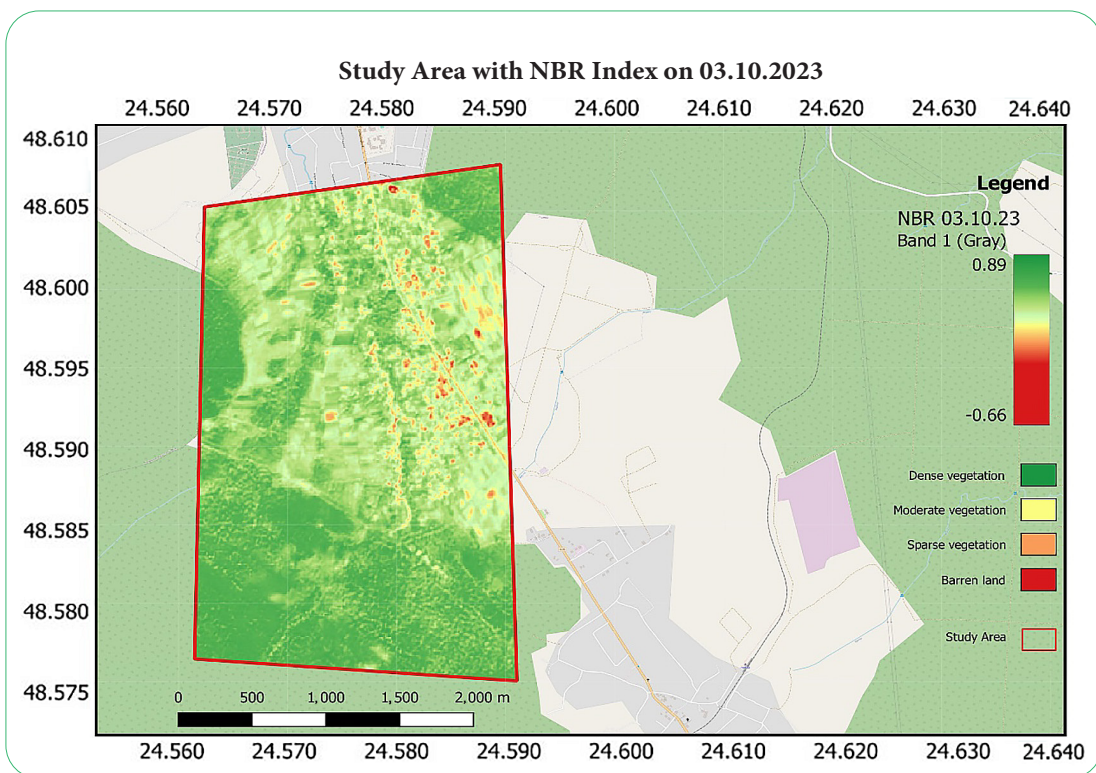 Study Area with NBR Index on 03.10.2023
24.560 24.570 24.580 24.590 24.600 24.610 24.620 24.630 24.640
48.610
48.605
48.600
48.595
48.590
48.585
48.580
48.575
Legend
NBR 03.10.23
Band 1 (Gray)
0.89
-0.66
Dense vegetation
Moderate vegetation
Sparse vegetation
Barren land
Study Area
0 500 1,000 1,500 2,000 m
24.560 24.570 24.580 24.590 24.600 24.610 24.620 24.630 24.640